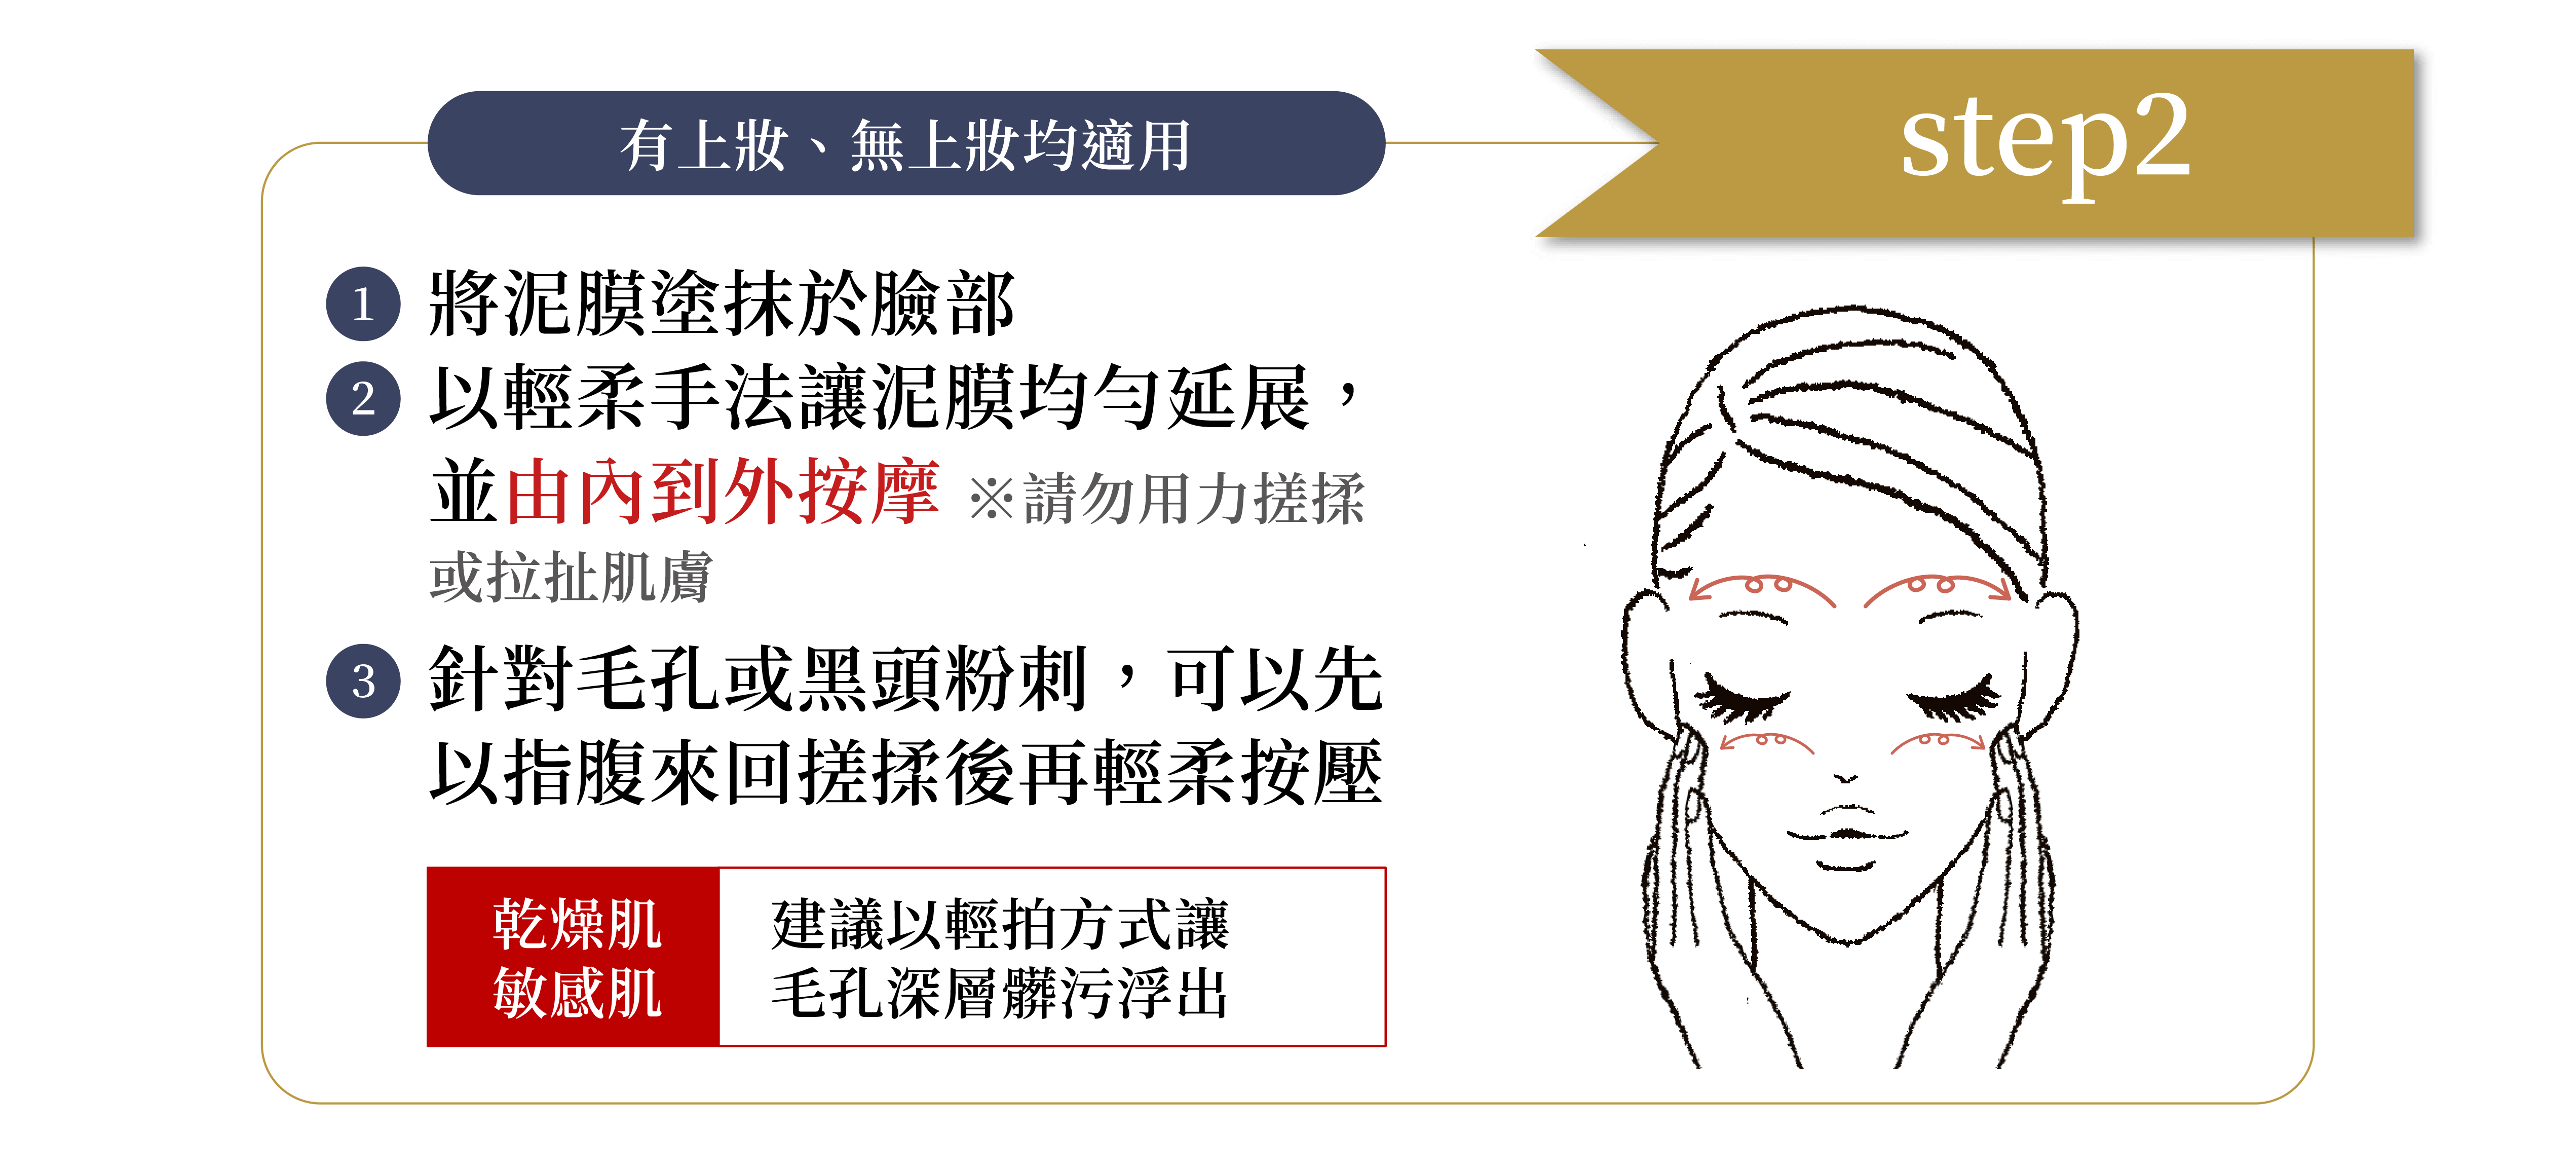 step2
有上妝、無上妝均適用
1 將泥膜塗抹於臉部
2 以輕柔手法讓泥膜均勻延展，
並由內到外按摩 ※請勿用力搓揉
或拉扯肌膚
3 針對毛孔或黑頭粉刺，可以先
以指腹來回搓揉後再輕柔按壓
乾燥肌
敏感肌
建議以輕拍方式讓
毛孔深層髒污浮出